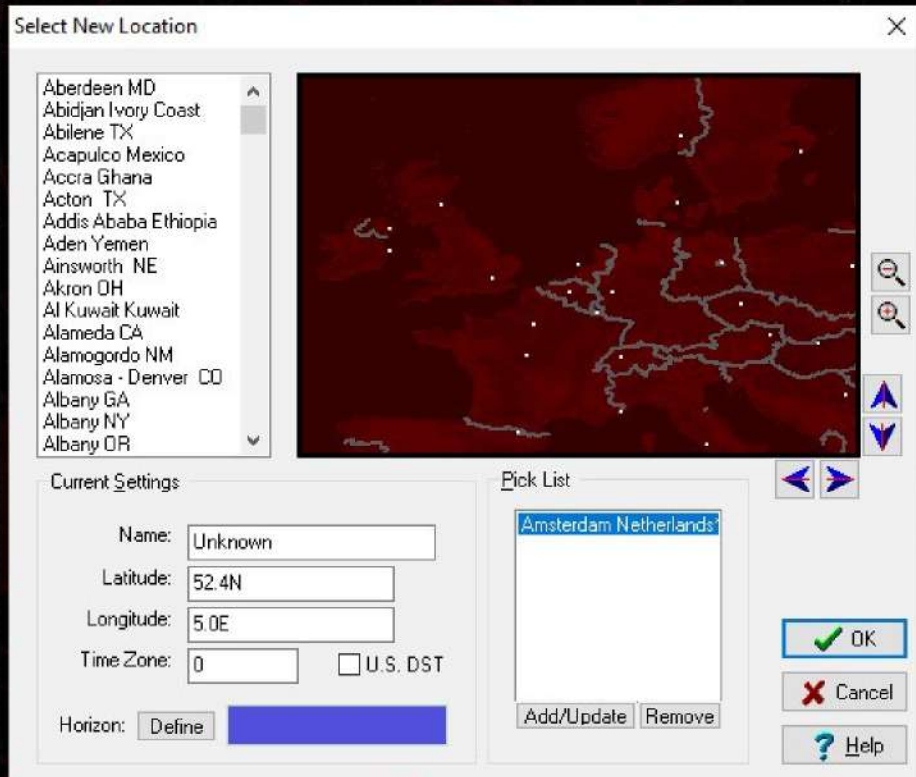 Select New Location
Aberdeen MD
Abidjan Ivory Coast
Abilene TX
Acapulco Mexico
Accra Ghana
Acton TX
Addis Ababa Ethiopia
Aden Yemen
Ainsworth NE
Akron OH
Al Kuwait Kuwait
Alameda CA
Alamogordo NM
Alamosa - Denver CO
Albany GA
Albany NY
Albany OR
Current Settings
Name: Unknown
Latitude: 52.4N
Longitude: 5.0E
Time Zone: 0 U.S. DST
Horizon: Define
Pick List
Amsterdam Netherlands*
Add/Update Remove
OK
Cancel
Help